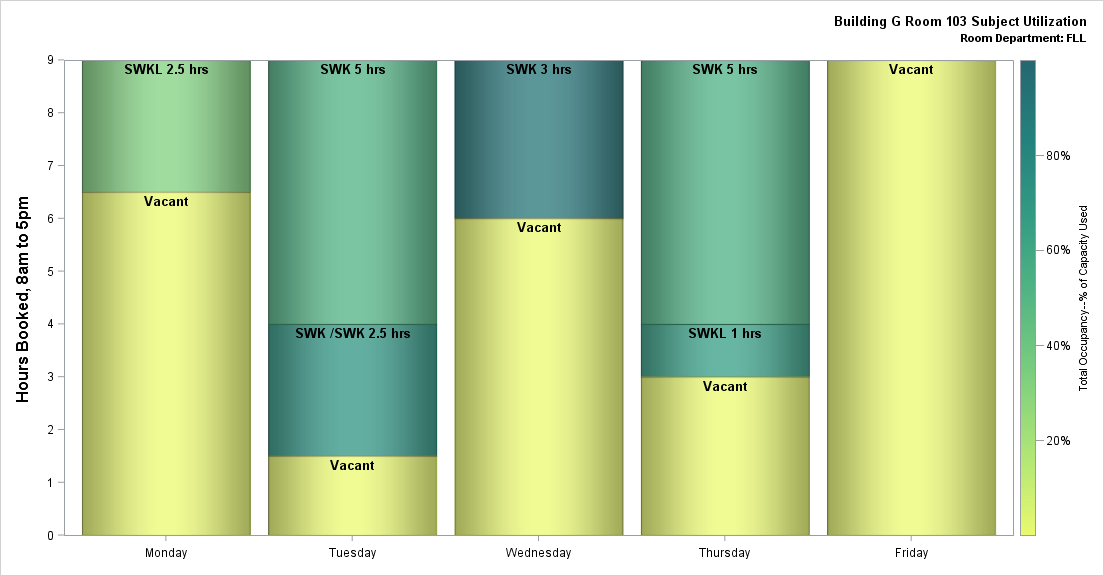 Building G Room 103 Subject Utilization
Room Department: FLL
Hours Booked, 8am to 5pm
9
8
7
6
5
4
3
2
1
0
SWKL 2.5 hrs
Vacant
SWK 5 hrs
SWK /SWK 2.5 hrs
Vacant
SWK 3 hrs
Vacant
SWK 5 hrs
SWKL 1 hrs
Vacant
Vacant
Monday
Tuesday
Wednesday
Thursday
Friday
80%
60%
40%
20%
Total Occupancy--% of Capacity Used